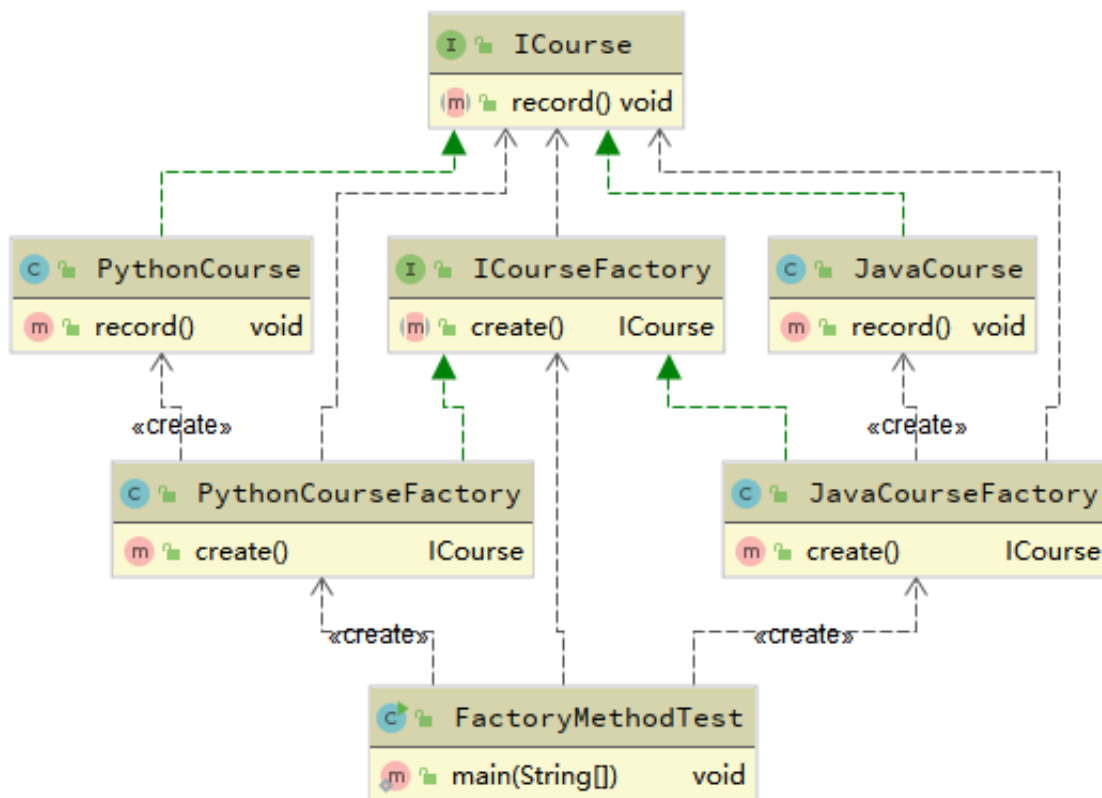 I ICourse
m record() void
C PythonCourse
m record() void
I ICourseFactory
m create() ICourse
C JavaCourse
m record() void
«create»
«create»
C PythonCourseFactory
m create() ICourse
C JavaCourseFactory
m create() ICourse
«create»
«create»
C FactoryMethodTest
m main(String[]) void